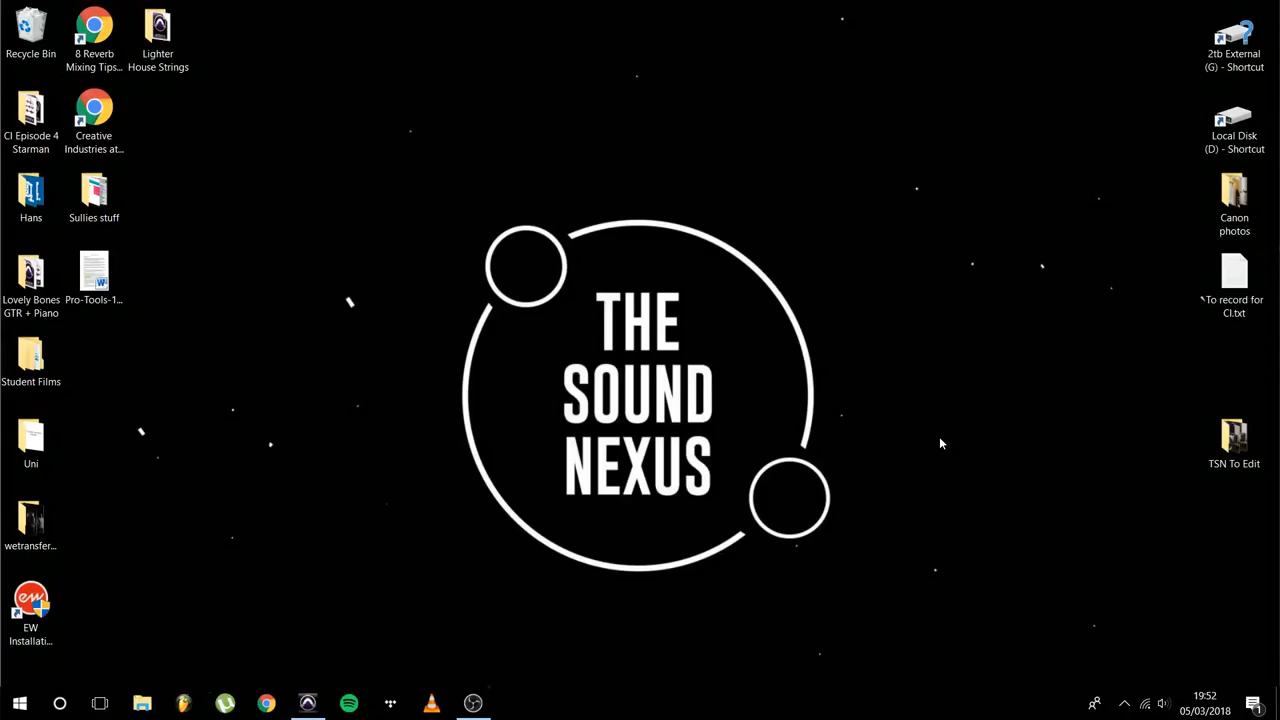 Recycle Bin
8 Reverb
Mixing Tips...
Lighter
House Strings
CI Episode 4
Starman
Creative
Industries at...
Hans
Sullies stuff
Lovely Bones
GTR + Piano
Pro-Tools-1...
Student Films
Uni
wetransfer...
EW
Installati...
THE
SOUND
NEXUS
2tb External
(G) - Shortcut
Local Disk
(D) - Shortcut
Canon
photos
To record for
CI.txt
TSN To Edit
19:52
05/03/2018
1